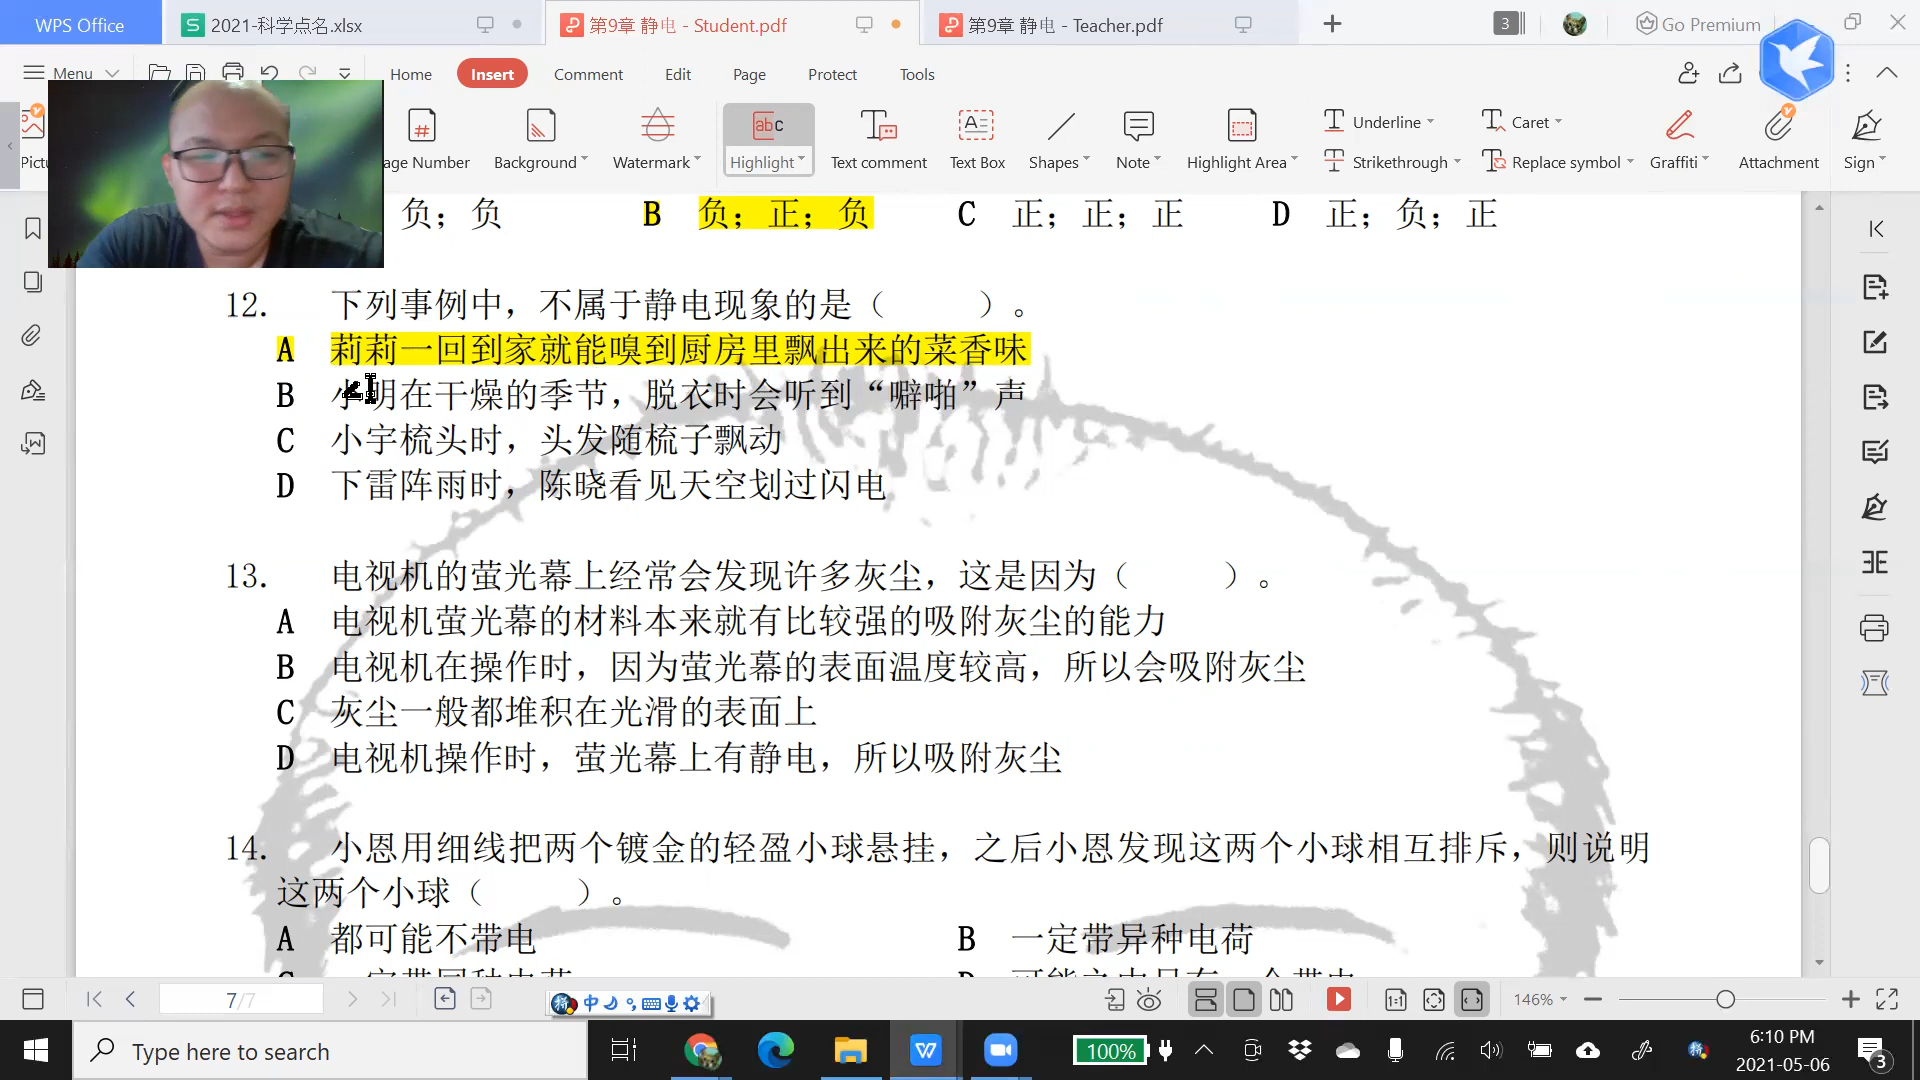 WPS Office
2021-科学点名.xlsx
第9章 静电 - Student.pdf
第9章 静电 - Teacher.pdf
3
Go Premium
Menu
Home
Insert
Comment
Edit
Page
Protect
Tools
Page Number
Background
Watermark
Highlight
Text comment
Text Box
Shapes
Note
Highlight Area
Underline
Strikethrough
Caret
Replace symbol
Graffiti
Attachment
Sign
负；负 B 负；正；负 C 正；正；正 D 正；负；正
12. 下列事例中，不属于静电现象的是（ ）。
A 莉莉一回到家就能嗅到厨房里飘出来的菜香味
B 小明在干燥的季节，脱衣时会听到“噼啪”声
C 小宇梳头时，头发随梳子飘动
D 下雷阵雨时，陈晓看见天空划过闪电
13. 电视机的萤光幕上经常会发现许多灰尘，这是因为（ ）。
A 电视机萤光幕的材料本来就有比较强的吸附灰尘的能力
B 电视机在操作时，因为萤光幕的表面温度较高，所以会吸附灰尘
C 灰尘一般都堆积在光滑的表面上
D 电视机操作时，萤光幕上有静电，所以吸附灰尘
14. 小恩用细线把两个镀金的轻盈小球悬挂，之后小恩发现这两个小球相互排斥，则说明
这两个小球（ ）。
A 都可能不带电 B 一定带异种电荷
7/7
中
146%
Type here to search
100%
6:10 PM
2021-05-06
3